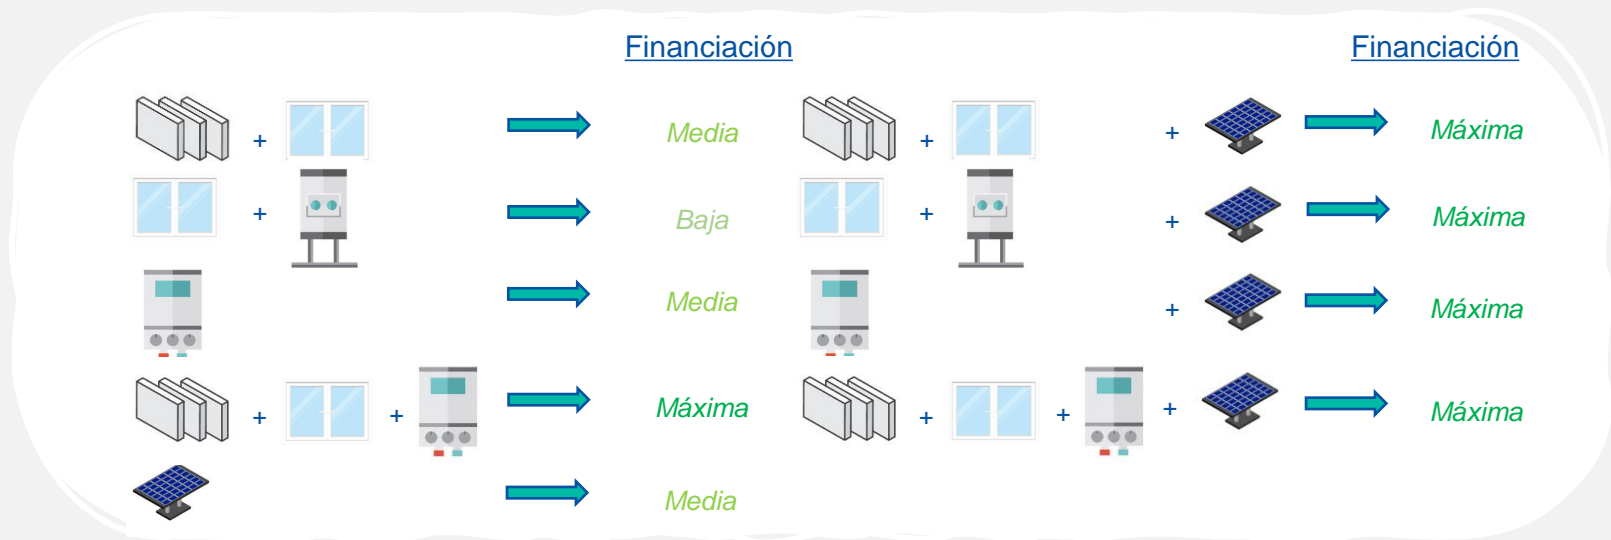 Financiación Financiación
+ Media + + Máxima
+ Baja + + Máxima
Media + Máxima
+ + Máxima + + + Máxima
Media